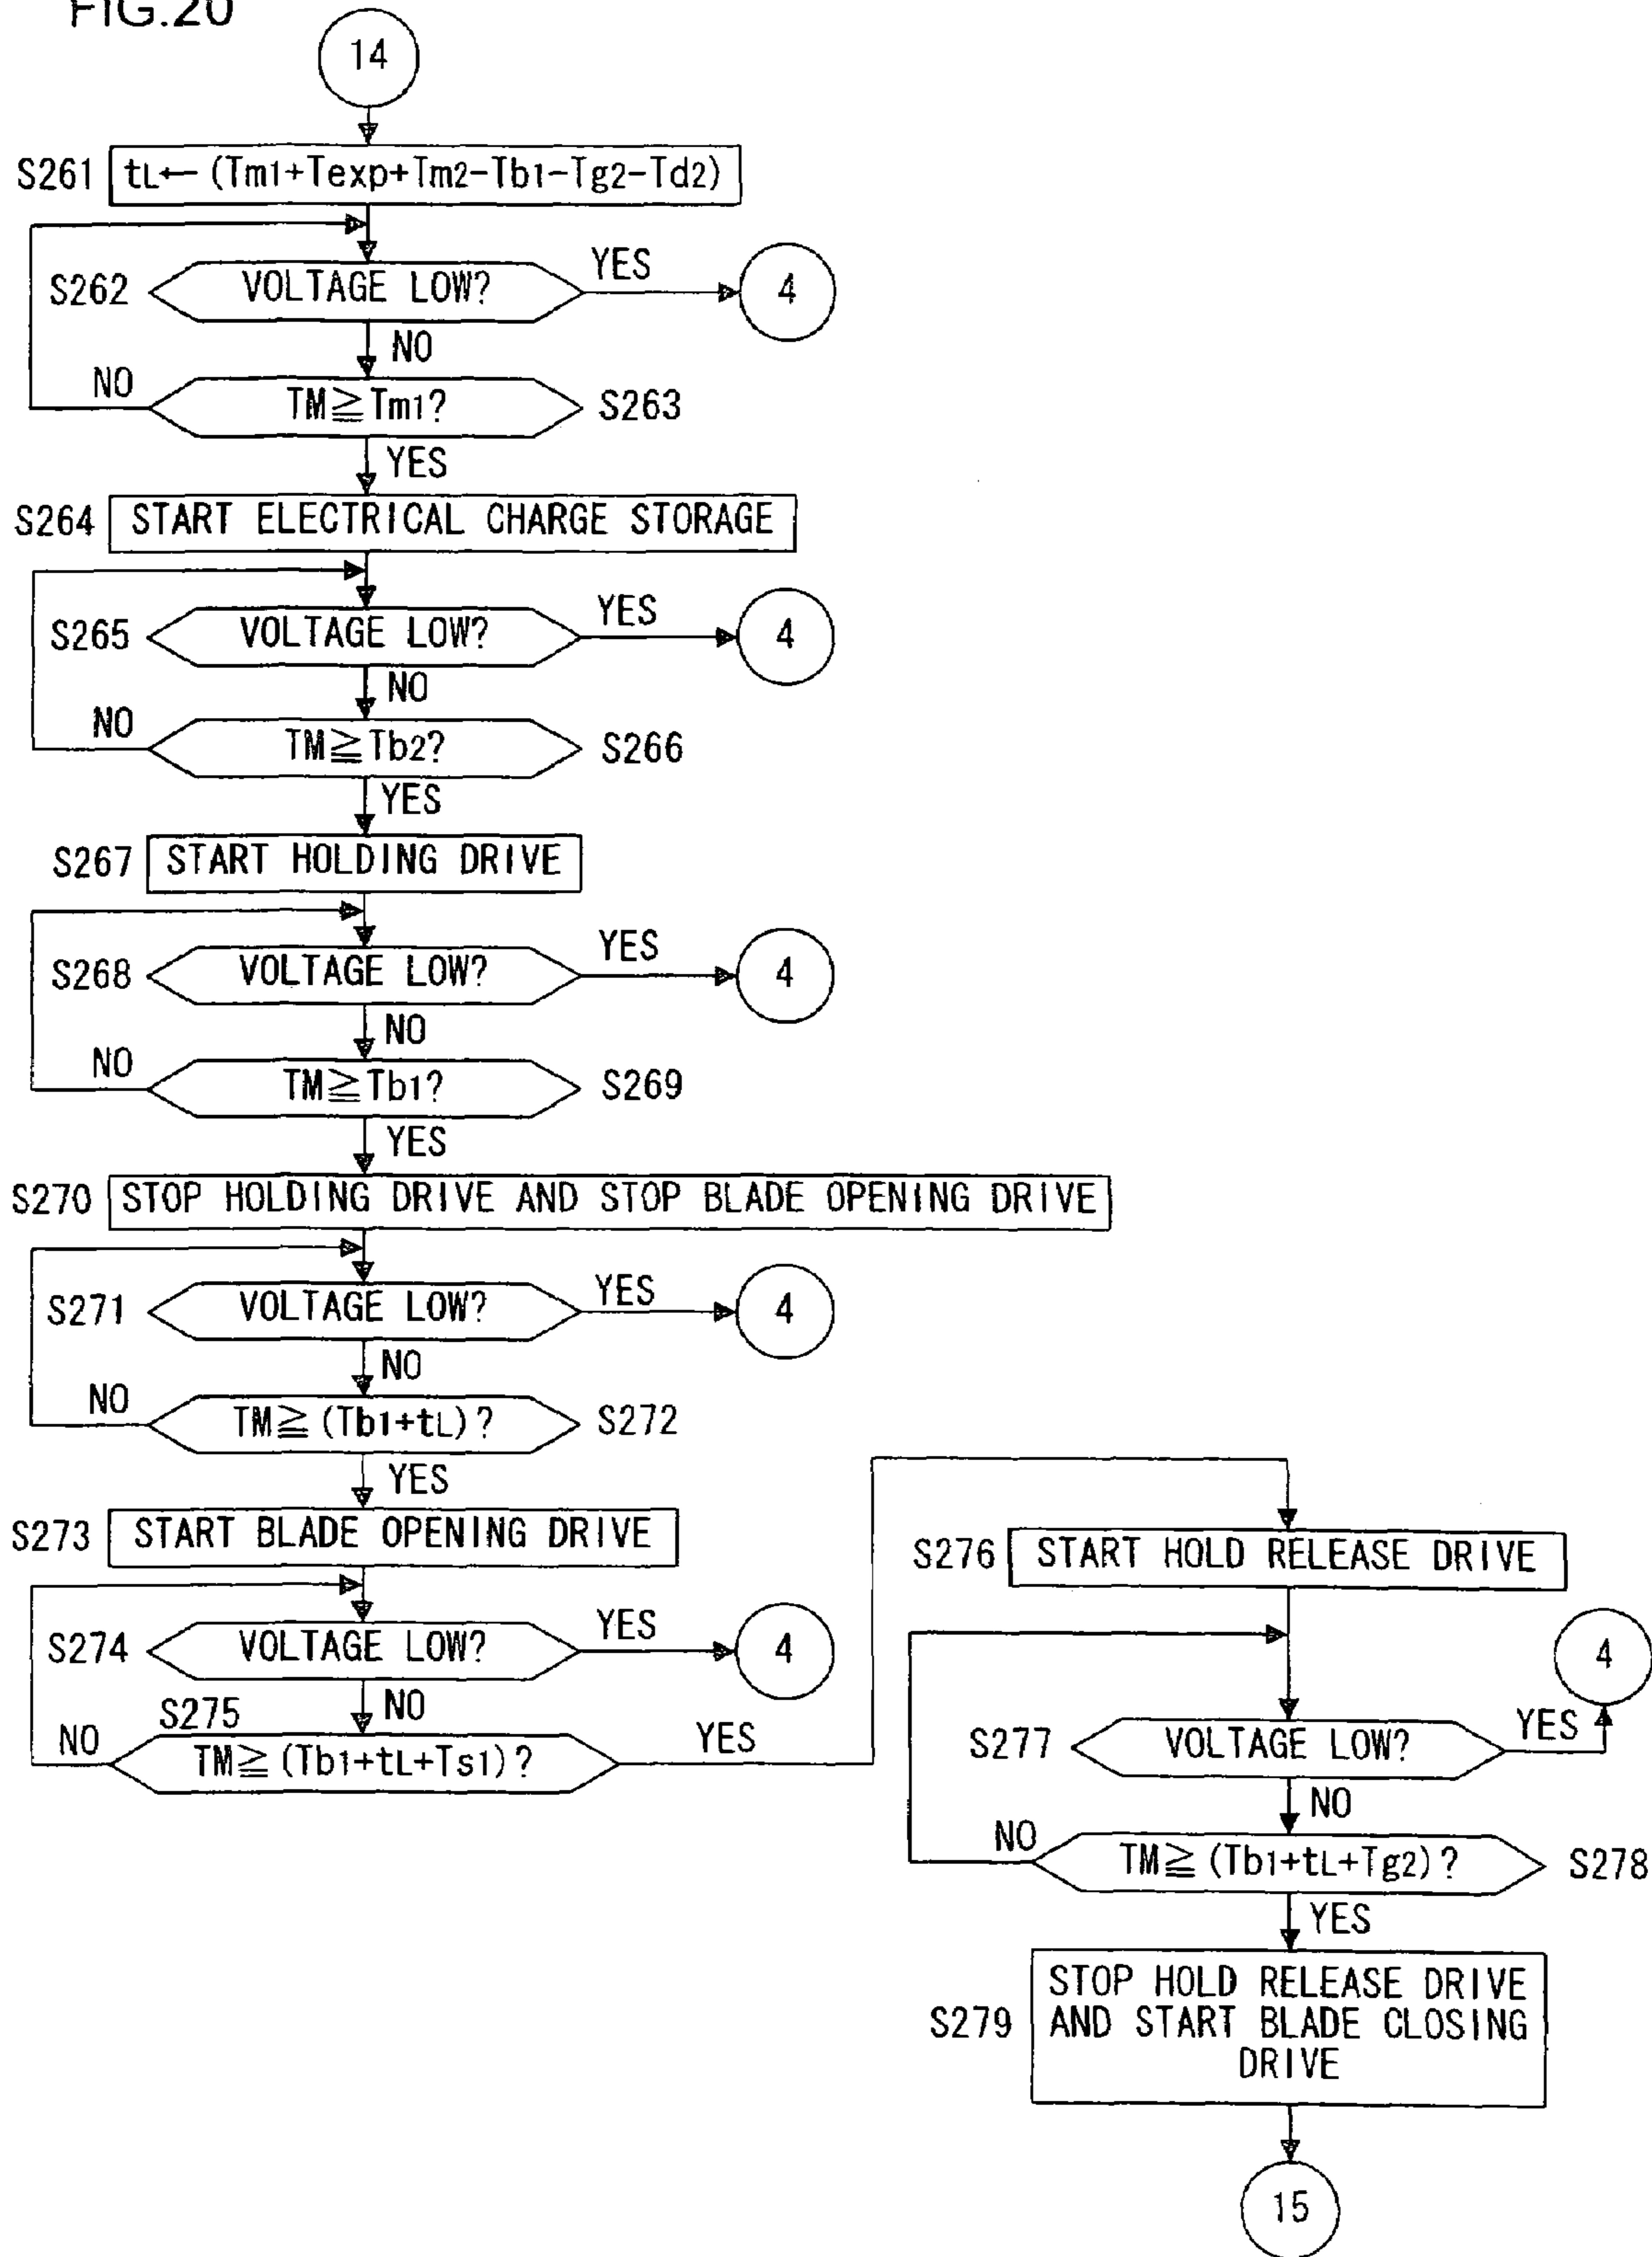 FIG.20
14
S261 tL← (Tm1+Texp+Tm2-Tb1-Tg2-Td2)
S262 VOLTAGE LOW? YES 4
NO
NO TM≧Tm1? S263
YES
S264 START ELECTRICAL CHARGE STORAGE
S265 VOLTAGE LOW? YES 4
NO
NO TM≧Tb2? S266
YES
S267 START HOLDING DRIVE
S268 VOLTAGE LOW? YES 4
NO
NO TM≧Tb1? S269
YES
S270 STOP HOLDING DRIVE AND STOP BLADE OPENING DRIVE
S271 VOLTAGE LOW? YES 4
NO
NO TM≧(Tb1+tL)? S272
YES
S273 START BLADE OPENING DRIVE
S274 VOLTAGE LOW? YES 4
NO
S275
NO TM≧(Tb1+tL+Ts1)? YES
S276 START HOLD RELEASE DRIVE
4
S277 VOLTAGE LOW? YES
NO
NO TM≧(Tb1+tL+Tg2)? S278
YES
S279
STOP HOLD RELEASE DRIVE
AND START BLADE CLOSING
DRIVE
15